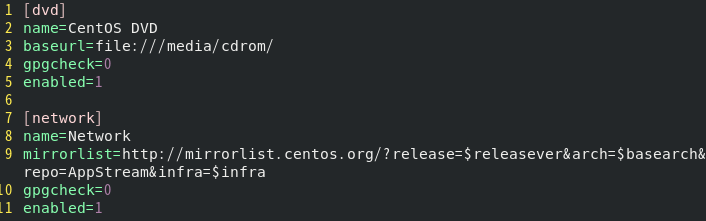 1 [dvd]
2 name=CentOS DVD
3 baseurl=file:///media/cdrom/
4 gpgcheck=0
5 enabled=1
6
7 [network]
8 name=Network
9 mirrorlist=http://mirrorlist.centos.org/?release=$releasever&arch=$basearch&
repo=AppStream&infra=$infra
10 gpgcheck=0
11 enabled=1